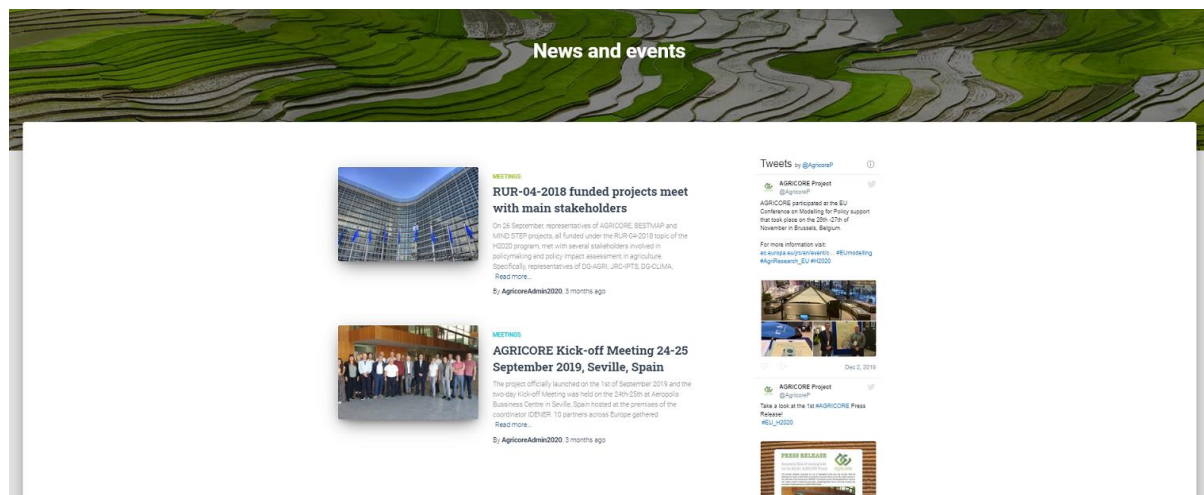 News and events
MEETINGS
RUR-04-2018 funded projects meet
with main stakeholders
On 26 September, representatives of AGRICORE, BESTMAP and
MIND STEP projects, all funded under the RUR-04-2018 topic of the
H2020 program, met with several stakeholders involved in
policymaking and policy impact assessment in agriculture.
Specifically, representatives of DG-AGRI, JRC-IPTS, DG-CLIMA,
Read more...
By AgricoreAdmin2020, 3 months ago
MEETINGS
AGRICORE Kick-off Meeting 24-25
September 2019, Seville, Spain
The project officially launched on the 1st of September 2019 and the
two-day Kick-off Meeting was held on the 24th-25th at Aeropolis
Bussiness Centre in Seville, Spain hosted at the premises of the
coordinator IDENER. 10 partners across Europe gathered
Read more...
By AgricoreAdmin2020, 3 months ago
Tweets by @AgricoreP
AGRICORE Project
@AgricoreP
AGRICORE participated at the EU
Conference on Modelling for Policy support
that took place on the 26th -27th of
November in Brussels, Belgium.
For more information visit:
ec.europa.eu/jrc/en/event/c... #EUmodelling
#AgriResearch_EU #H2020
Dec 2, 2019
AGRICORE Project
@AgricoreP
Take a look at the 1st #AGRICORE Press
Release!
#EU_H2020
PRESS RELEASE